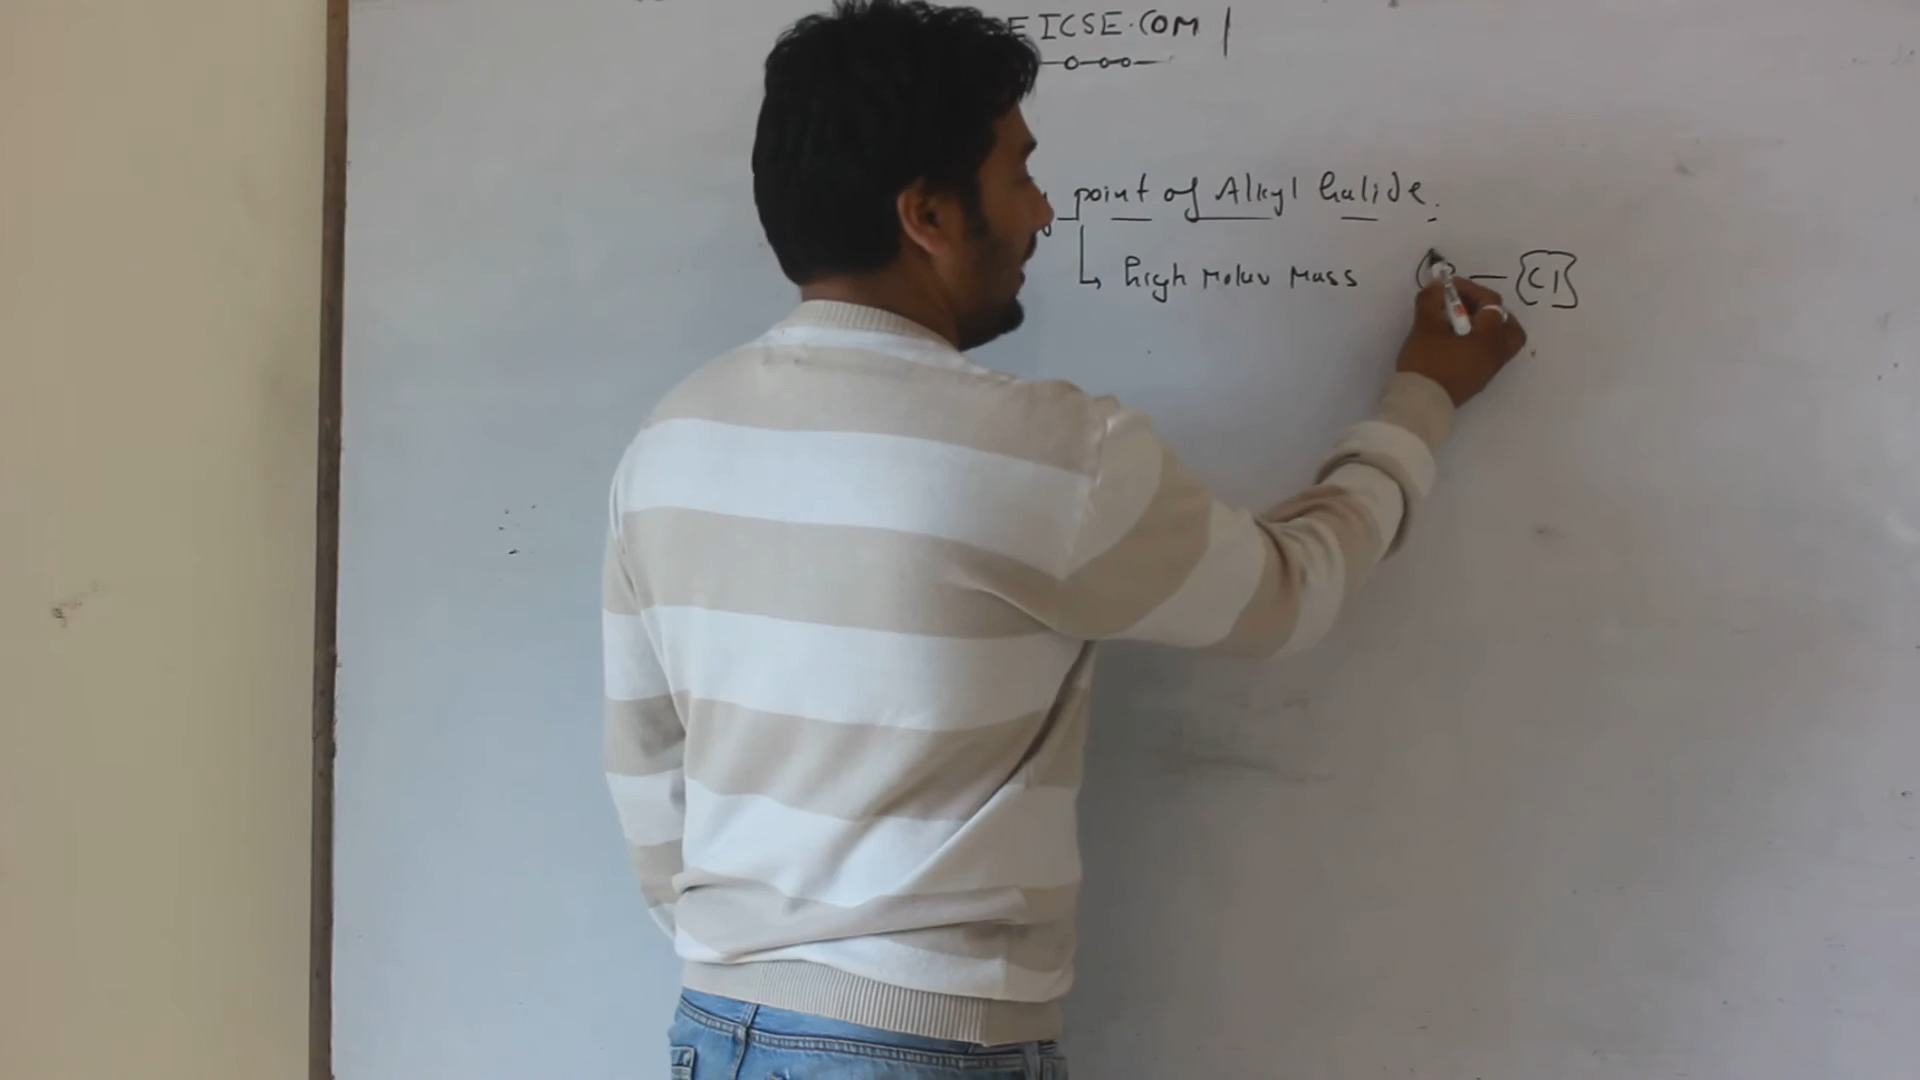 EICSE.COM
point of Alkyl halide.
high Molar Mass — {Cl}